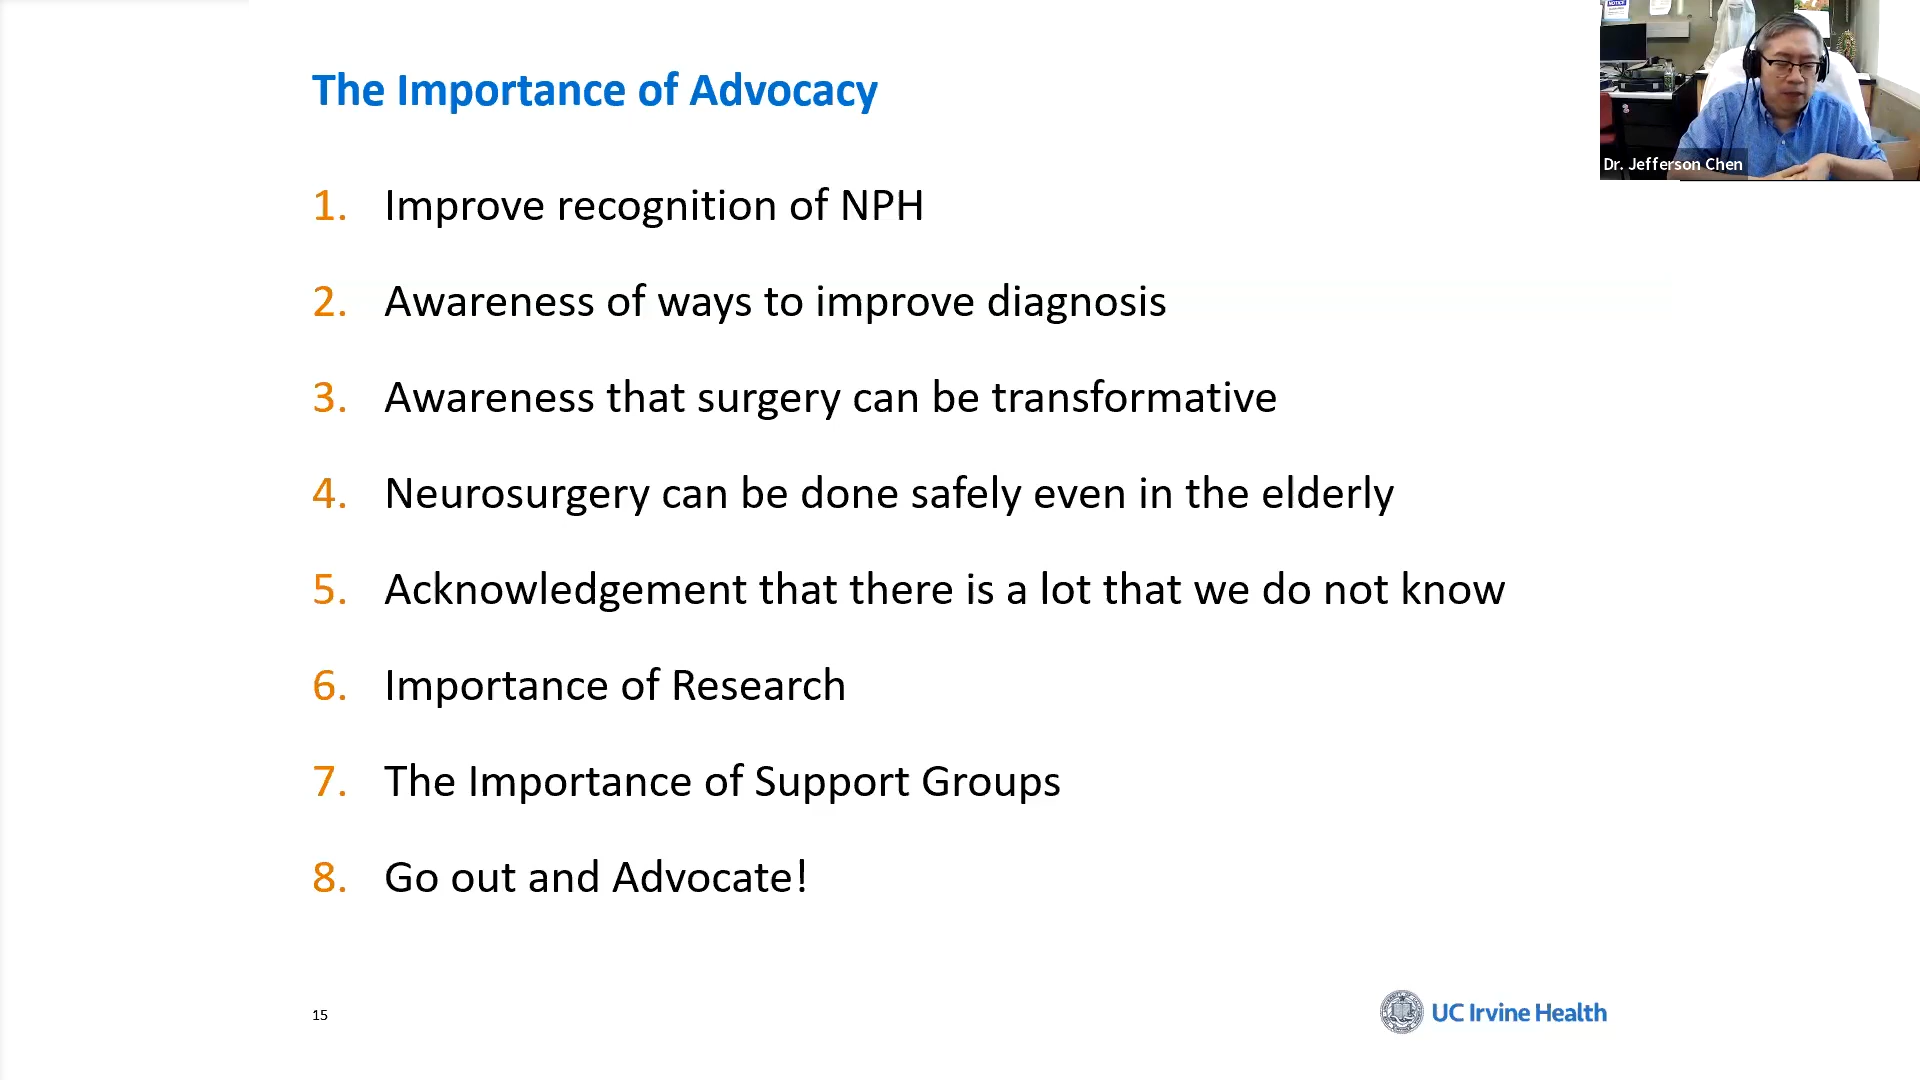 The Importance of Advocacy
1. Improve recognition of NPH
2. Awareness of ways to improve diagnosis
3. Awareness that surgery can be transformative
4. Neurosurgery can be done safely even in the elderly
5. Acknowledgement that there is a lot that we do not know
6. Importance of Research
7. The Importance of Support Groups
8. Go out and Advocate!
15
UC Irvine Health
NOTICE
Dr. Jefferson Chen